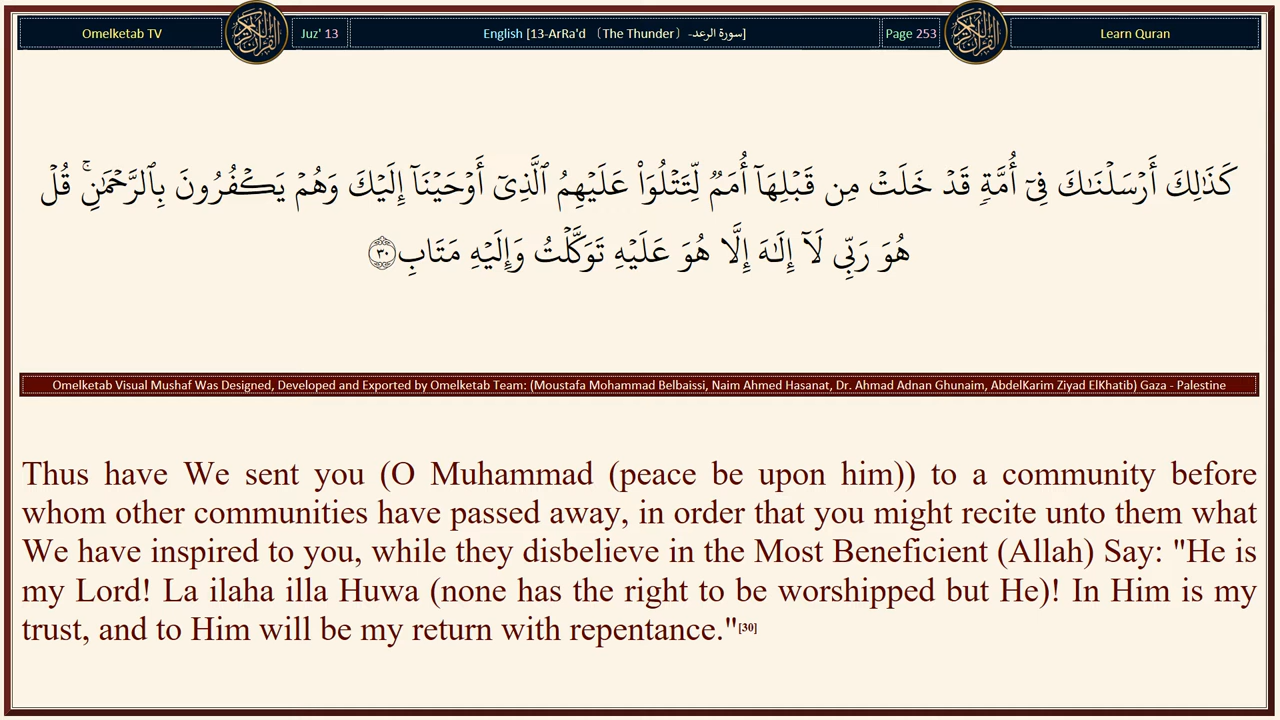 Omelketab TV
Juz' 13
English [13-ArRa'd （The Thunder）-سورة الرعد]
Page 253
Learn Quran
كَذَٰلِكَ أَرۡسَلۡنَٰكَ فِيٓ أُمَّةٖ قَدۡ خَلَتۡ مِن قَبۡلِهَآ أُمَمٞ لِّتَتۡلُوَاْ عَلَيۡهِمُ ٱلَّذِيٓ أَوۡحَيۡنَآ إِلَيۡكَ وَهُمۡ يَكۡفُرُونَ بِٱلرَّحۡمَٰنِۚ قُلۡ
هُوَ رَبِّي لَآ إِلَٰهَ إِلَّا هُوَ عَلَيۡهِ تَوَكَّلۡتُ وَإِلَيۡهِ مَتَابِ ٣٠
Omelketab Visual Mushaf Was Designed, Developed and Exported by Omelketab Team: (Moustafa Mohammad Belbaissi, Naim Ahmed Hasanat, Dr. Ahmad Adnan Ghunaim, AbdelKarim Ziyad ElKhatib) Gaza - Palestine
Thus have We sent you (O Muhammad (peace be upon him)) to a community before
whom other communities have passed away, in order that you might recite unto them what
We have inspired to you, while they disbelieve in the Most Beneficient (Allah) Say: "He is
my Lord! La ilaha illa Huwa (none has the right to be worshipped but He)! In Him is my
trust, and to Him will be my return with repentance."[30]